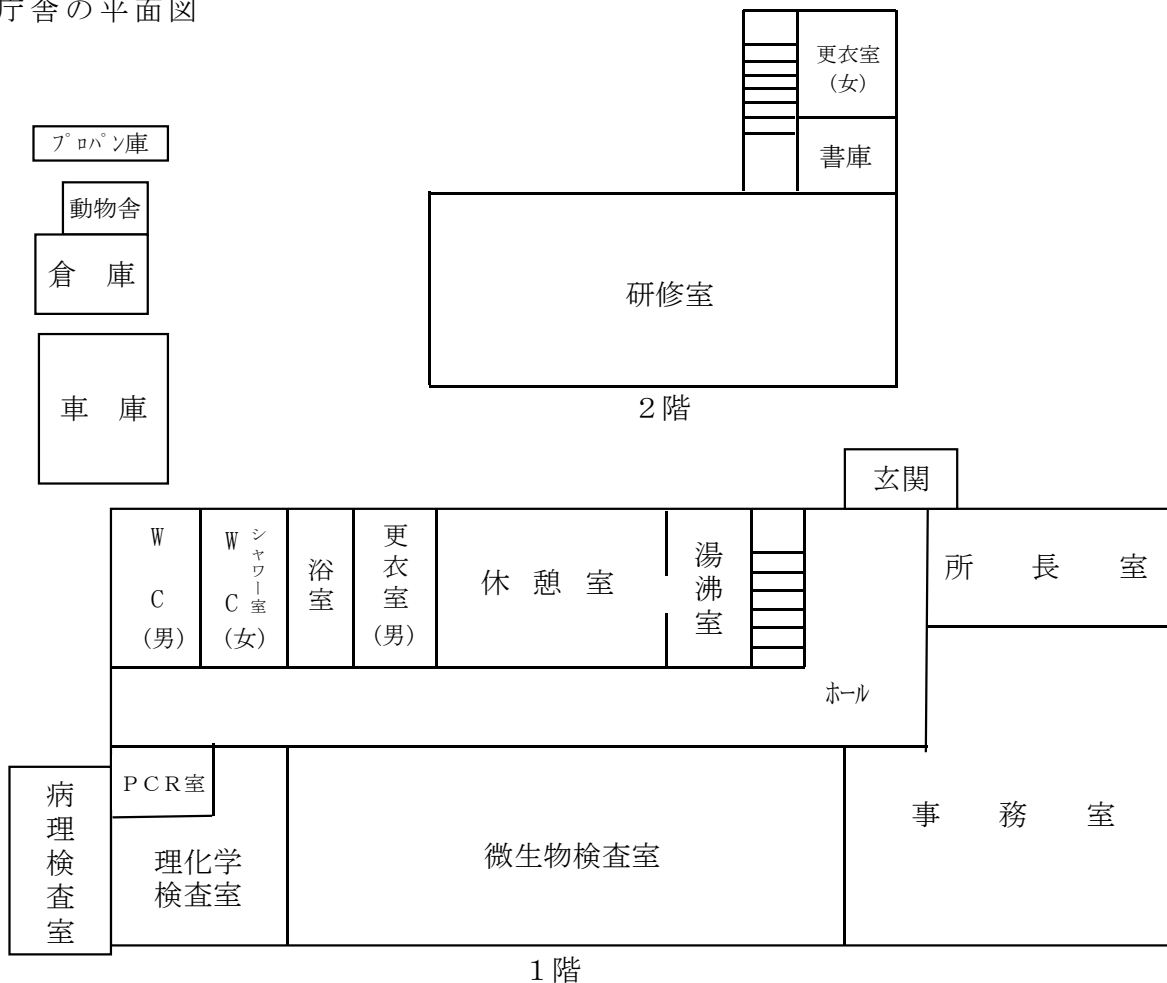 庁舎の平面図
更衣室
(女)
ﾌﾟﾛﾊﾟﾝ庫
書庫
動物舎
倉　庫
研修室
車　庫
２階
玄関
W C
(男)
W C
(女)
シャワー室
浴室
更衣室
(男)
休 憩 室
湯沸室
所 長 室
ﾎｰﾙ
病理検査室
ＰＣＲ室
理化学
検査室
微生物検査室
事 務 室
１階